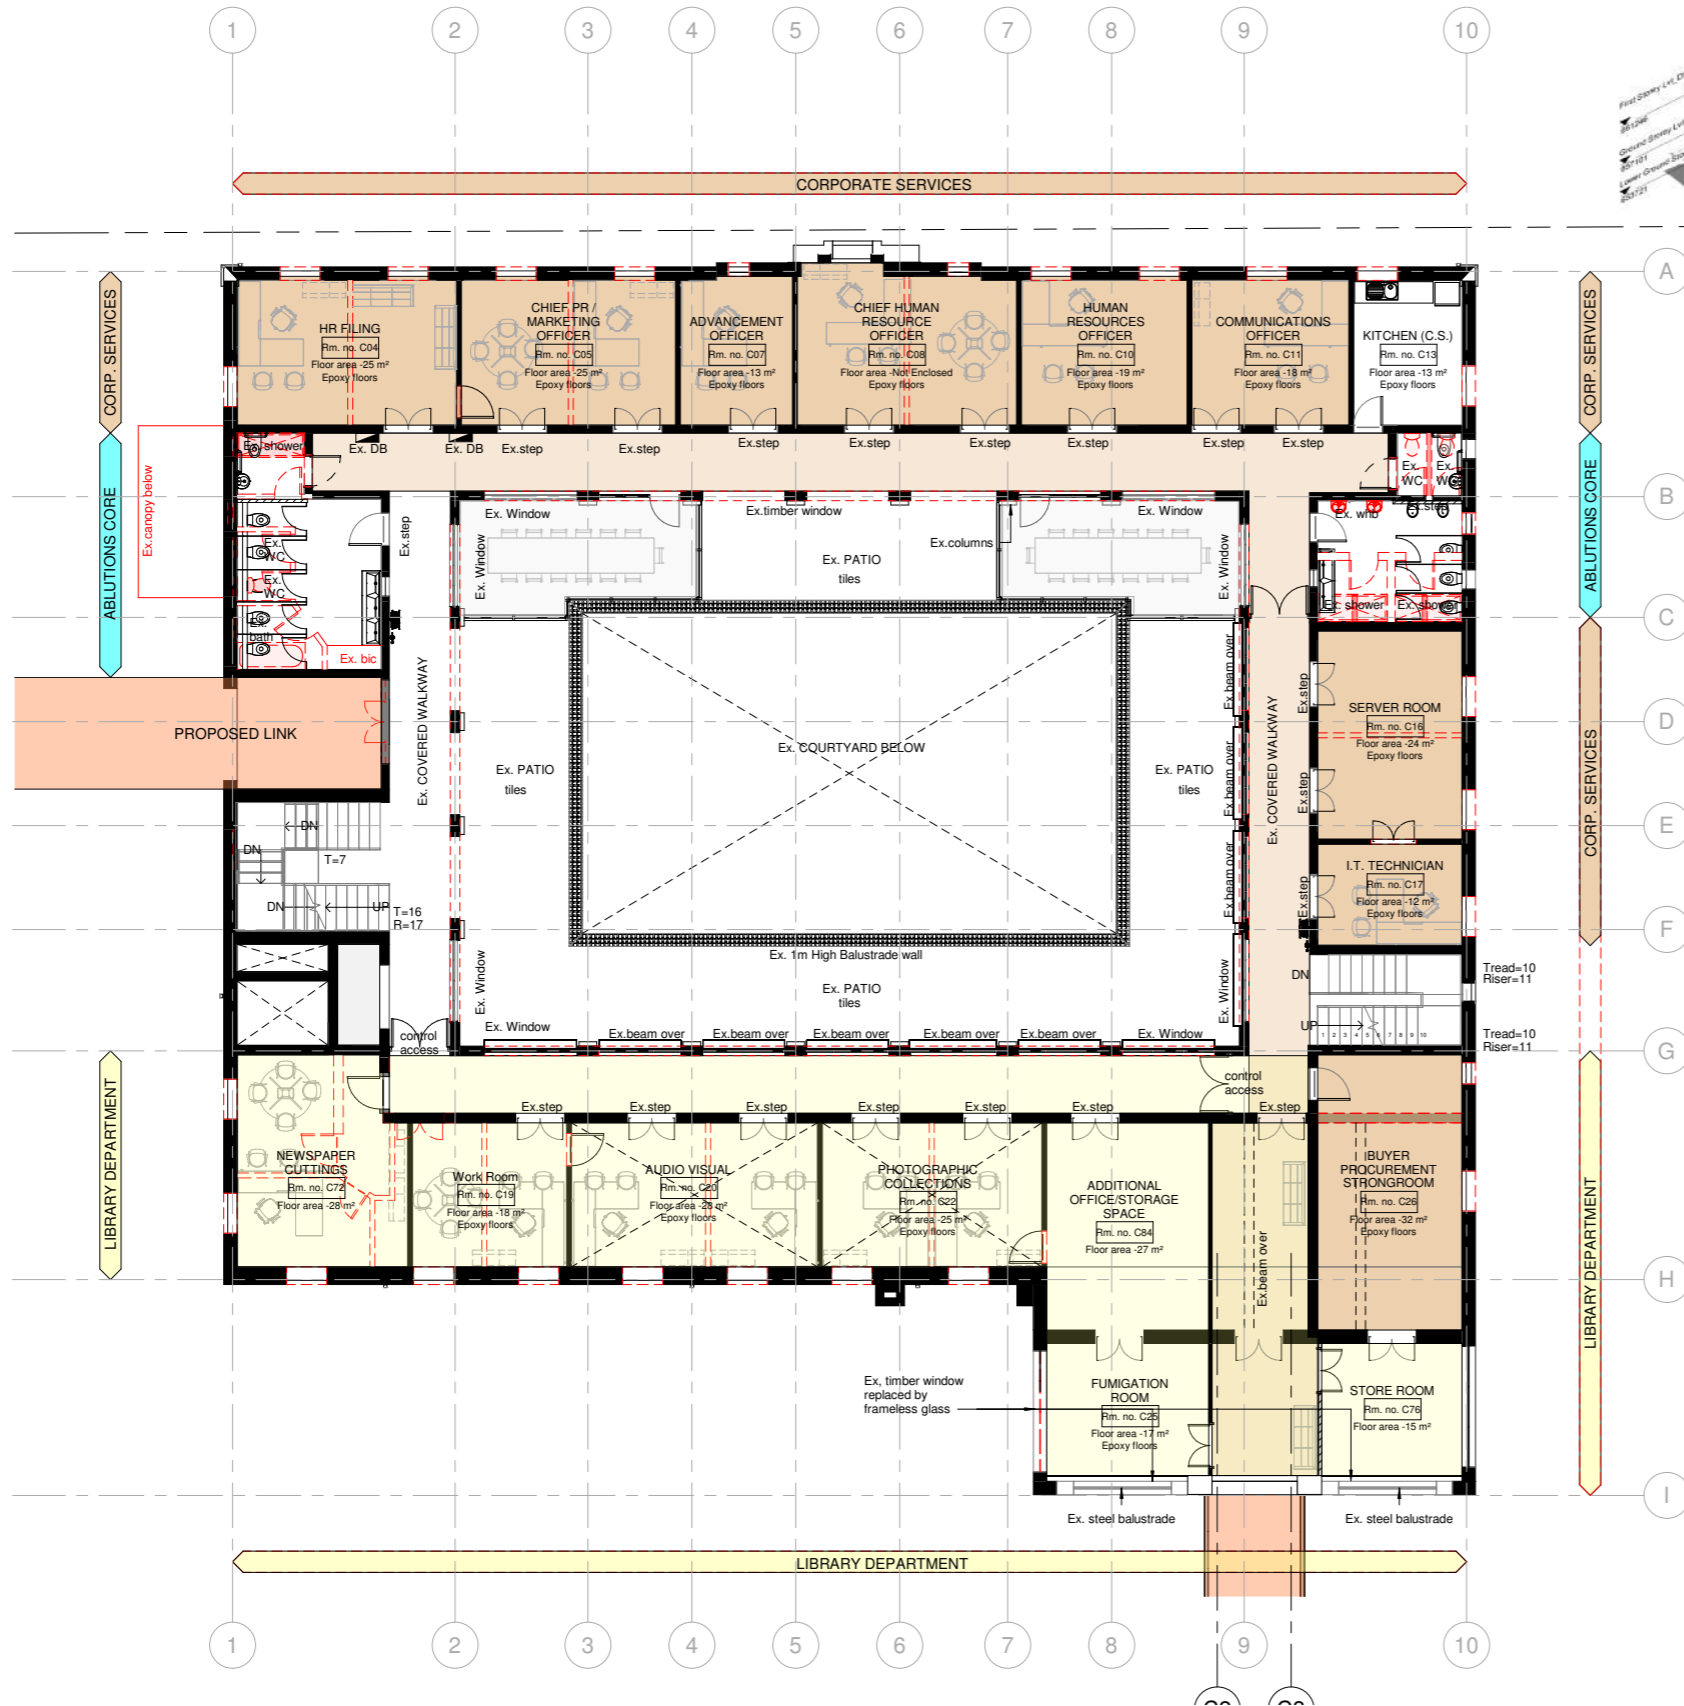 1 2 3 4 5 6 7 8 9 10
CORPORATE SERVICES
A
CORP. SERVICES
ABLUTIONS CORE
Ex.canopy below
HR FILING
Rm. no. C04
Floor area -25 m²
Epoxy floors
CHIEF PR /
MARKETING
OFFICER
Rm. no. C05
Floor area -25 m²
Epoxy floors
ADVANCEMENT
OFFICER
Rm. no. C07
Floor area -13 m²
Epoxy floors
CHIEF HUMAN
RESOURCE
OFFICER
Rm. no. C08
Floor area -Not Enclosed
Epoxy floors
HUMAN
RESOURCES
OFFICER
Rm. no. C10
Floor area -19 m²
Epoxy floors
COMMUNICATIONS
OFFICER
Rm. no. C11
Floor area -18 m²
Epoxy floors
KITCHEN (C.S.)
Rm. no. C13
Floor area -13 m²
Epoxy floors
CORP. SERVICES
ABLUTIONS CORE
Ex. shower
Ex. DB
Ex. DB
Ex.step
Ex.step
Ex.step
Ex.step
Ex.step
Ex.step
Ex.step
Ex.step
Ex.
WC
Ex.
WC
B
Ex.step
Ex.
WC
Ex.
WC
Ex.
bath
Ex. bic
Ex. Window
Ex.timber window
Ex. Window
Ex. Window
Ex.columns
Ex. Window
Ex. PATIO
tiles
Ex. whb
Ex.step
Ex. shower
Ex. shower
C
PROPOSED LINK
Ex. COVERED WALKWAY
Ex. PATIO
tiles
Ex. COURTYARD BELOW
Ex. PATIO
tiles
Ex.beam over
Ex.beam over
Ex.beam over
Ex. COVERED WALKWAY
Ex.step
Ex.step
Ex.step
SERVER ROOM
Rm. no. C16
Floor area -24 m²
Epoxy floors
D
CORP. SERVICES
E
DN
DN
T=7
DN
UP
T=16
R=17
I.T. TECHNICIAN
Rm. no. C17
Floor area -12 m²
Epoxy floors
F
Ex. 1m High Balustrade wall
Ex. Window
Ex. PATIO
tiles
Ex. Window
DN
Tread=10
Riser=11
UP
1 2 3 4 5 6 7 8 9 10
Tread=10
Riser=11
Ex. Window
Ex.beam over
Ex.beam over
Ex.beam over
Ex.beam over
Ex.beam over
Ex. Window
control
access
G
control
access
LIBRARY DEPARTMENT
Ex.step
Ex.step
Ex.step
Ex.step
Ex.step
Ex.step
Ex.step
NEWSPAPER
CUTTINGS
Rm. no. C72
Floor area -28 m²
Work Room
Rm. no. C19
Floor area -18 m²
Epoxy floors
AUDIO VISUAL
Rm. no. C20
Floor area -28 m²
Epoxy floors
PHOTOGRAPHIC
COLLECTIONS
Rm. no. C22
Floor area -25 m²
Epoxy floors
ADDITIONAL
OFFICE/STORAGE
SPACE
Rm. no. C84
Floor area -27 m²
Ex.beam over
BUYER
PROCUREMENT
STRONGROOM
Rm. no. C26
Floor area -32 m²
Epoxy floors
LIBRARY DEPARTMENT
H
Ex, timber window
replaced by
frameless glass
FUMIGATION
ROOM
Rm. no. C25
Floor area -17 m²
Epoxy floors
STORE ROOM
Rm. no. C76
Floor area -15 m²
I
Ex. steel balustrade
Ex. steel balustrade
LIBRARY DEPARTMENT
1 2 3 4 5 6 7 8 9 10